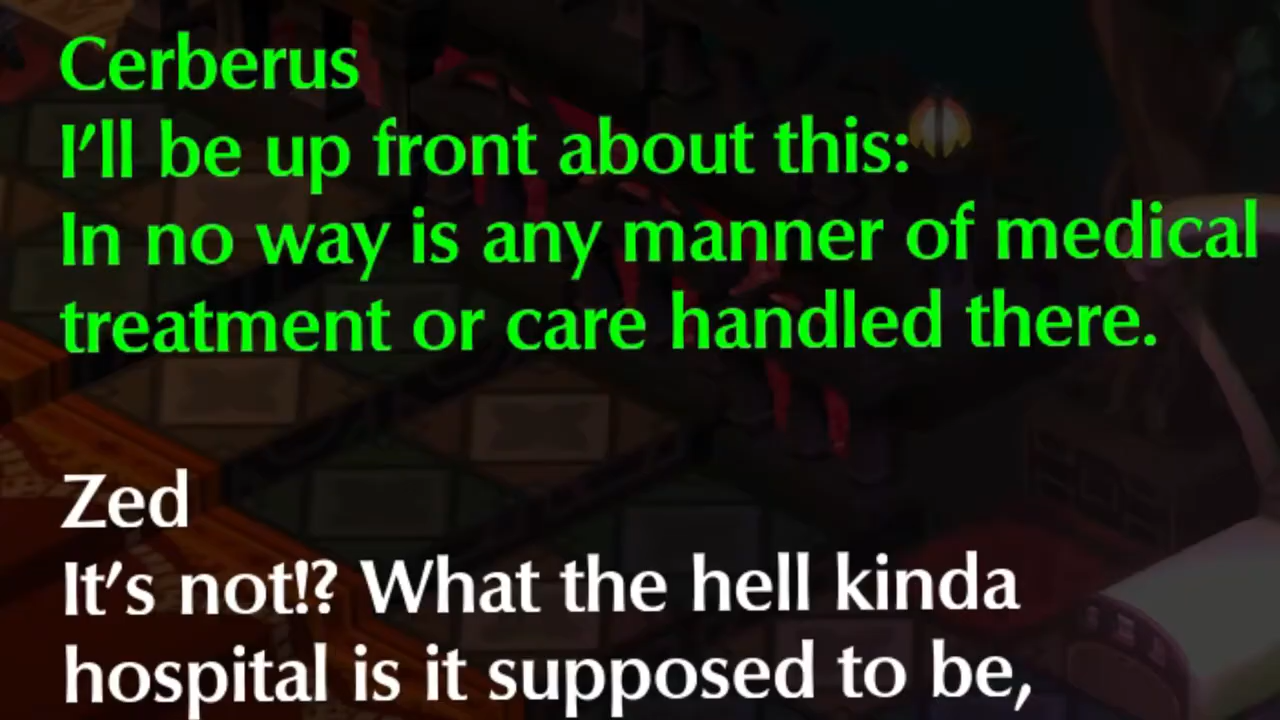 Cerberus
I'll be up front about this:
In no way is any manner of medical
treatment or care handled there.
Zed
It's not!? What the hell kinda
hospital is it supposed to be,